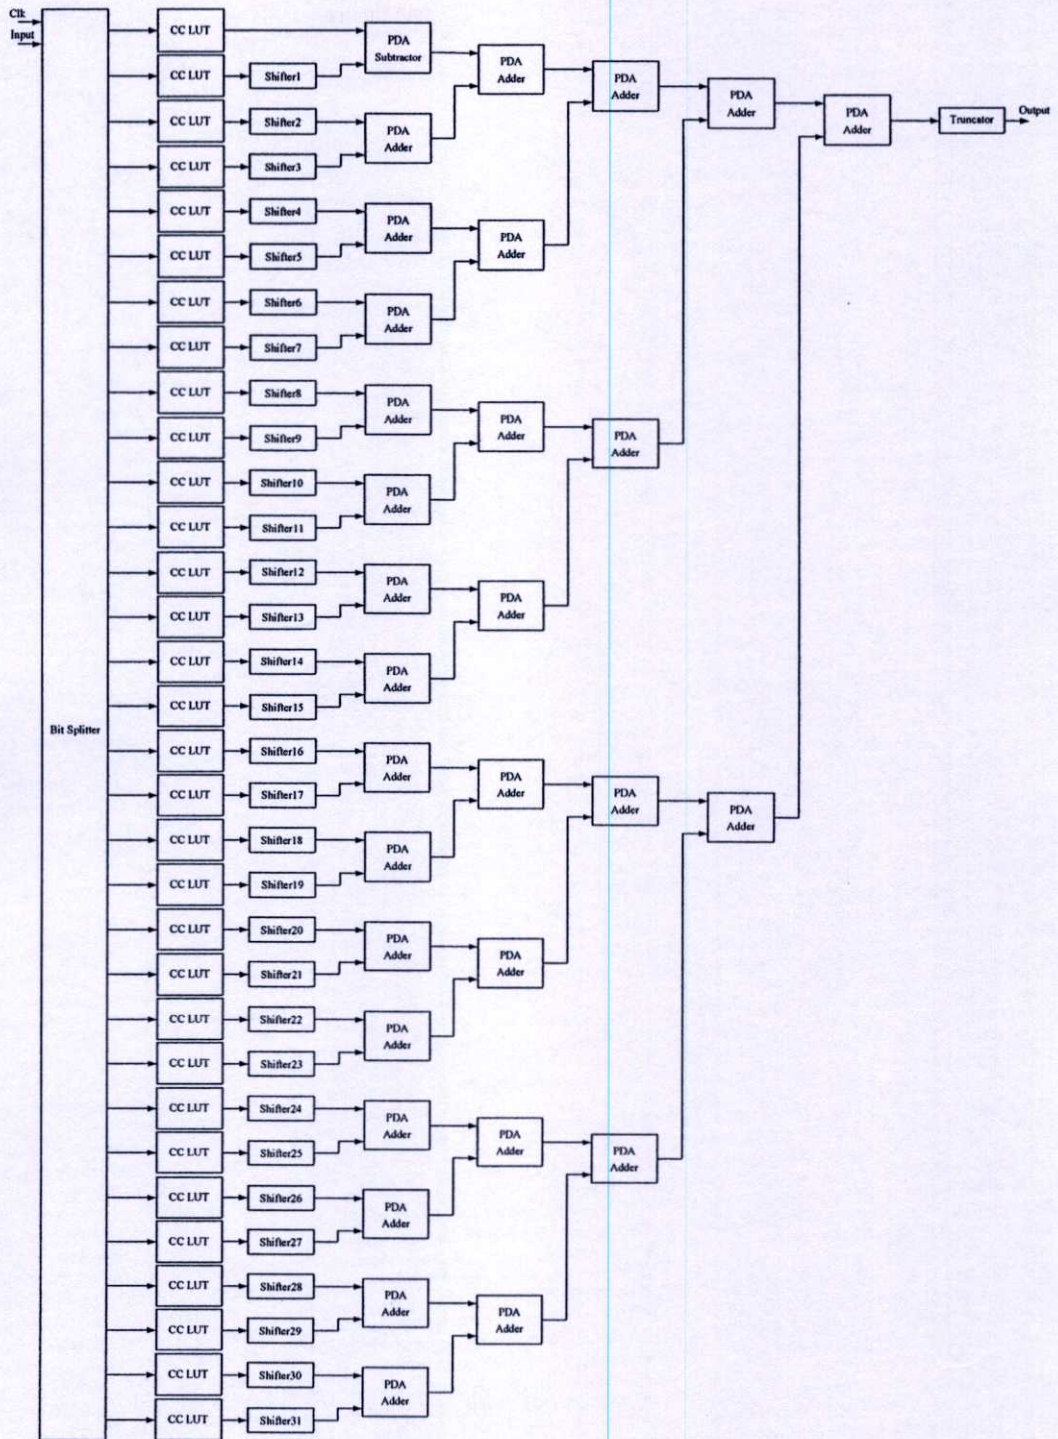 Clk
Input
Bit Splitter
CC LUT
PDA
Subtractor
CC LUT
Shifter1
PDA
Adder
CC LUT
Shifter2
PDA
Adder
CC LUT
Shifter3
PDA
Adder
PDA
Adder
PDA
Adder
Truncator
Output
CC LUT
Shifter4
PDA
Adder
CC LUT
Shifter5
PDA
Adder
CC LUT
Shifter6
PDA
Adder
CC LUT
Shifter7
CC LUT
Shifter8
PDA
Adder
CC LUT
Shifter9
PDA
Adder
PDA
Adder
CC LUT
Shifter10
PDA
Adder
CC LUT
Shifter11
CC LUT
Shifter12
PDA
Adder
CC LUT
Shifter13
PDA
Adder
CC LUT
Shifter14
PDA
Adder
CC LUT
Shifter15
CC LUT
Shifter16
PDA
Adder
CC LUT
Shifter17
PDA
Adder
PDA
Adder
PDA
Adder
CC LUT
Shifter18
PDA
Adder
CC LUT
Shifter19
CC LUT
Shifter20
PDA
Adder
CC LUT
Shifter21
PDA
Adder
CC LUT
Shifter22
PDA
Adder
CC LUT
Shifter23
CC LUT
Shifter24
PDA
Adder
CC LUT
Shifter25
PDA
Adder
PDA
Adder
CC LUT
Shifter26
PDA
Adder
CC LUT
Shifter27
CC LUT
Shifter28
PDA
Adder
CC LUT
Shifter29
PDA
Adder
CC LUT
Shifter30
PDA
Adder
CC LUT
Shifter31